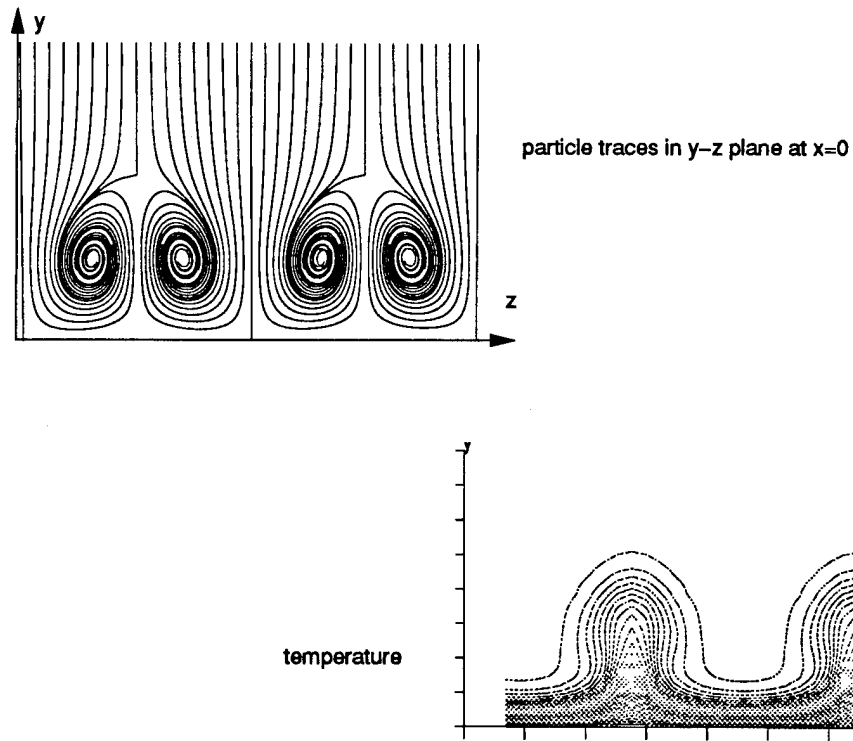 y
particle traces in y-z plane at x=0
z
y
temperature